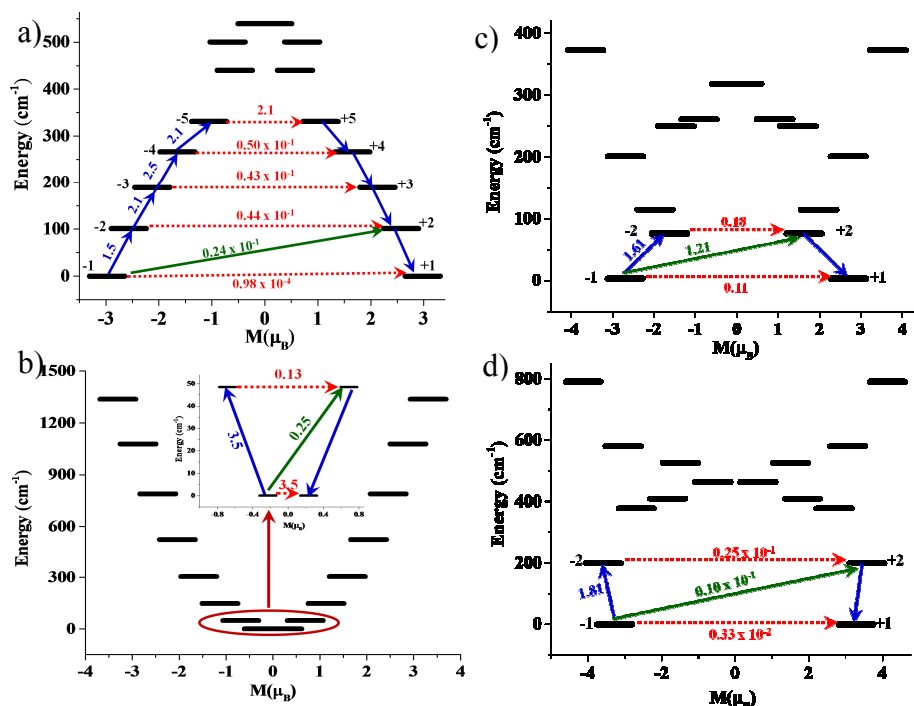 a)
500
400
300
200
100
0
Energy (cm⁻¹)
-5
2.1
+5
2.1
-4
0.50 x 10⁻¹
+4
2.5
-3
0.43 x 10⁻¹
+3
2.1
-2
0.44 x 10⁻¹
+2
1.5
0.24 x 10⁻¹
-1
0.98 x 10⁻⁴
+1
-3 -2 -1 0 1 2 3
M(μB)
b)
1500
1200
900
600
300
0
Energy (cm⁻¹)
50
40
30
20
10
0
Energy (cm⁻¹)
0.13
3.5
0.25
3.5
-0.8 -0.4 0.0 0.4 0.8
M(μB)
-4 -3 -2 -1 0 1 2 3 4
M(μB)
c)
400
300
200
100
0
Energy (cm⁻¹)
-2
0.18
+2
1.61
1.21
-1
0.11
+1
-4 -3 -2 -1 0 1 2 3 4
M(μB)
d)
800
600
400
200
0
Energy (cm⁻¹)
-2
0.25 x 10⁻¹
+2
1.81
0.10 x 10⁻¹
-1
0.33 x 10⁻²
+1
-4 -3 -2 -1 0 1 2 3 4
M(μB)